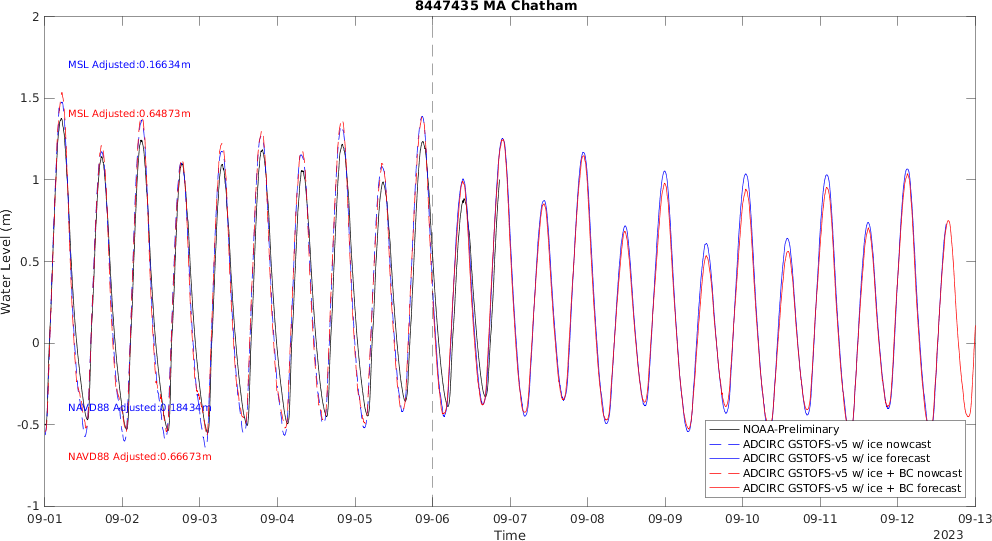 8447435 MA Chatham
2
1.5
1
0.5
0
-0.5
-1
Water Level (m)
MSL Adjusted:0.16634m
MSL Adjusted:0.64873m
NAVD88 Adjusted:0.18434m
NAVD88 Adjusted:0.66673m
NOAA-Preliminary
ADCIRC GSTOFS-v5 w/ ice nowcast
ADCIRC GSTOFS-v5 w/ ice forecast
ADCIRC GSTOFS-v5 w/ ice + BC nowcast
ADCIRC GSTOFS-v5 w/ ice + BC forecast
09-01 09-02 09-03 09-04 09-05 09-06 09-07 09-08 09-09 09-10 09-11 09-12 09-13
Time
2023